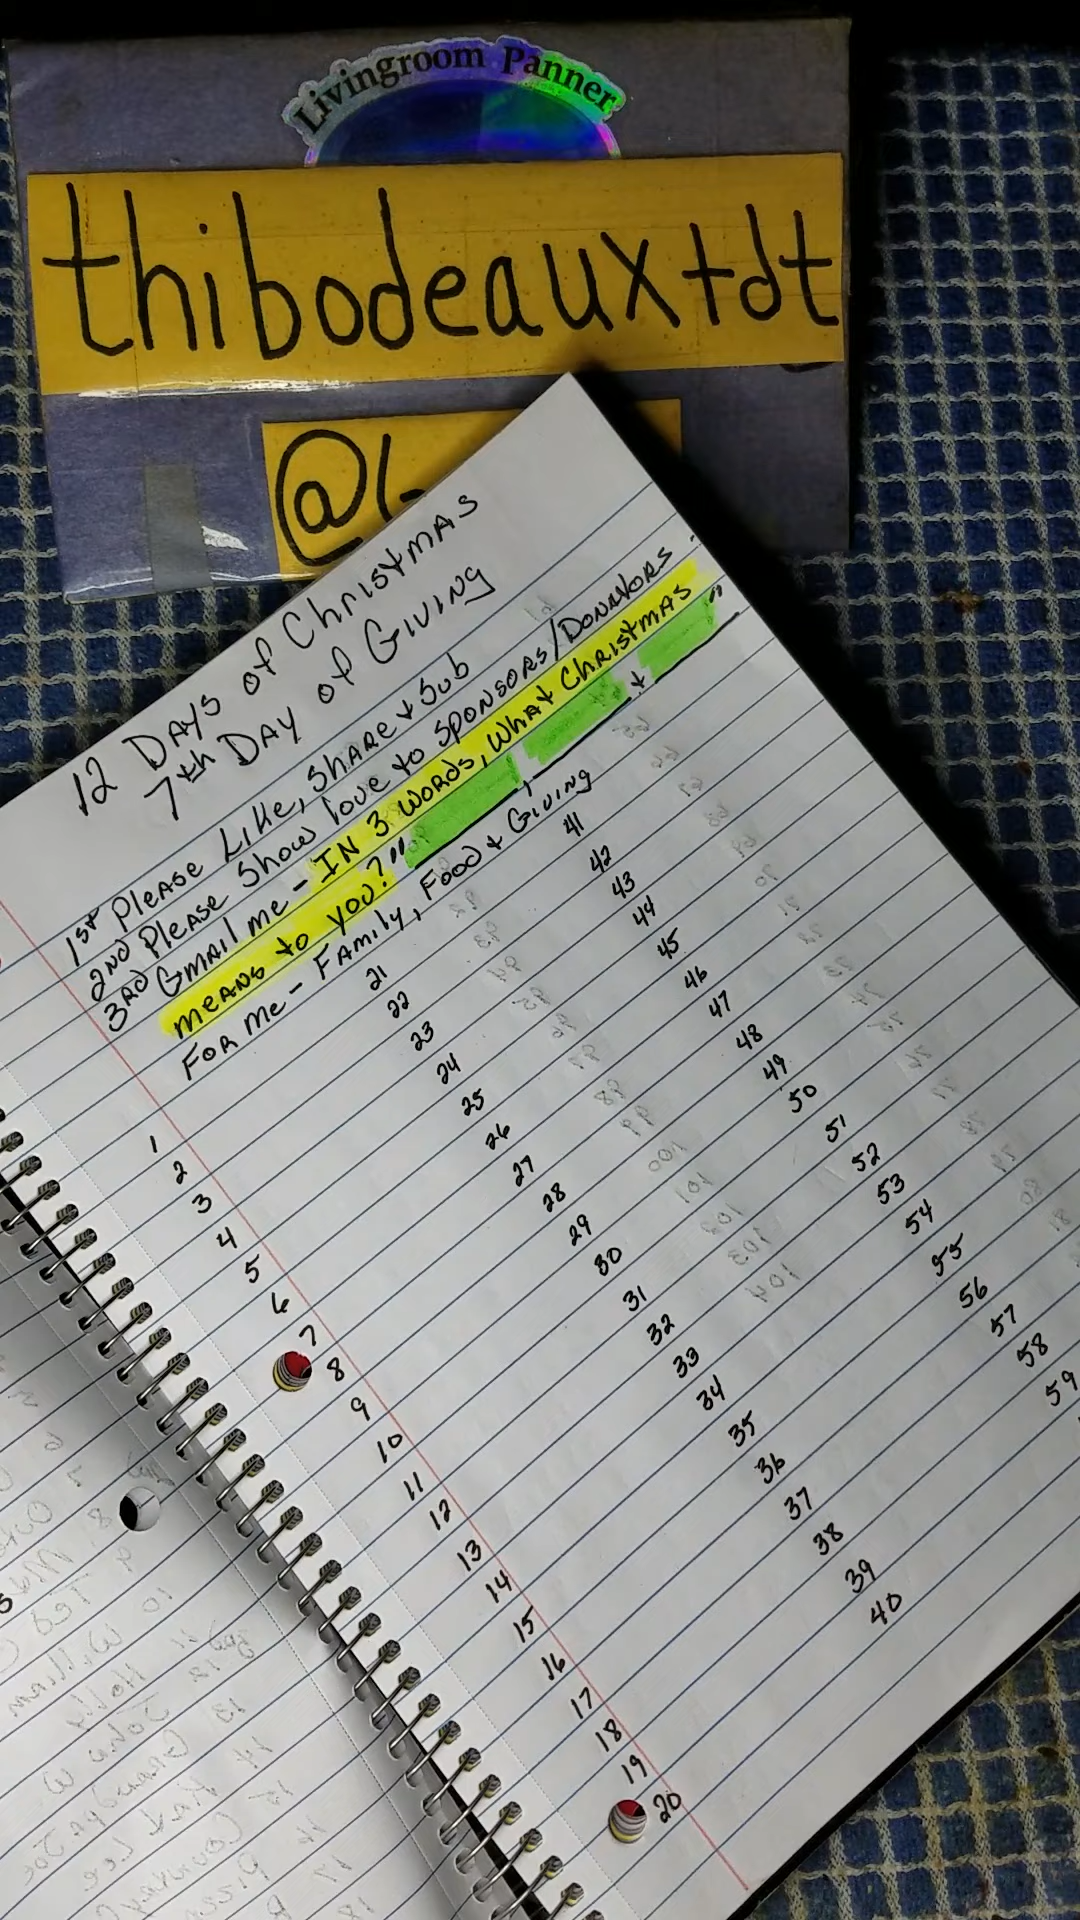 Livingroom Panner
thibodeauxtdt
@
12 DAYS of ChristMAS
7th DAY of GIVING
1st PLEASE LIKE, SHARE & SUB
2ND PLEASE Show love to SPONSORS/DONATORS.
3RD GMAIL me - IN 3 WORDS, WHAT CHRISTMAS
MEANS to you? " , & "
FOR ME - FAMILY, FOOD & GIVING
1 21 41
2 22 42
3 23 43
4 24 44
5 25 45
6 26 46
7 27 47
8 28 48
9 29 49
10 30 50
11 31 51
12 32 52
13 33 53
14 34 54
15 35 55
16 36 56
17 37 57
18 38 58
19 39 59
20 40